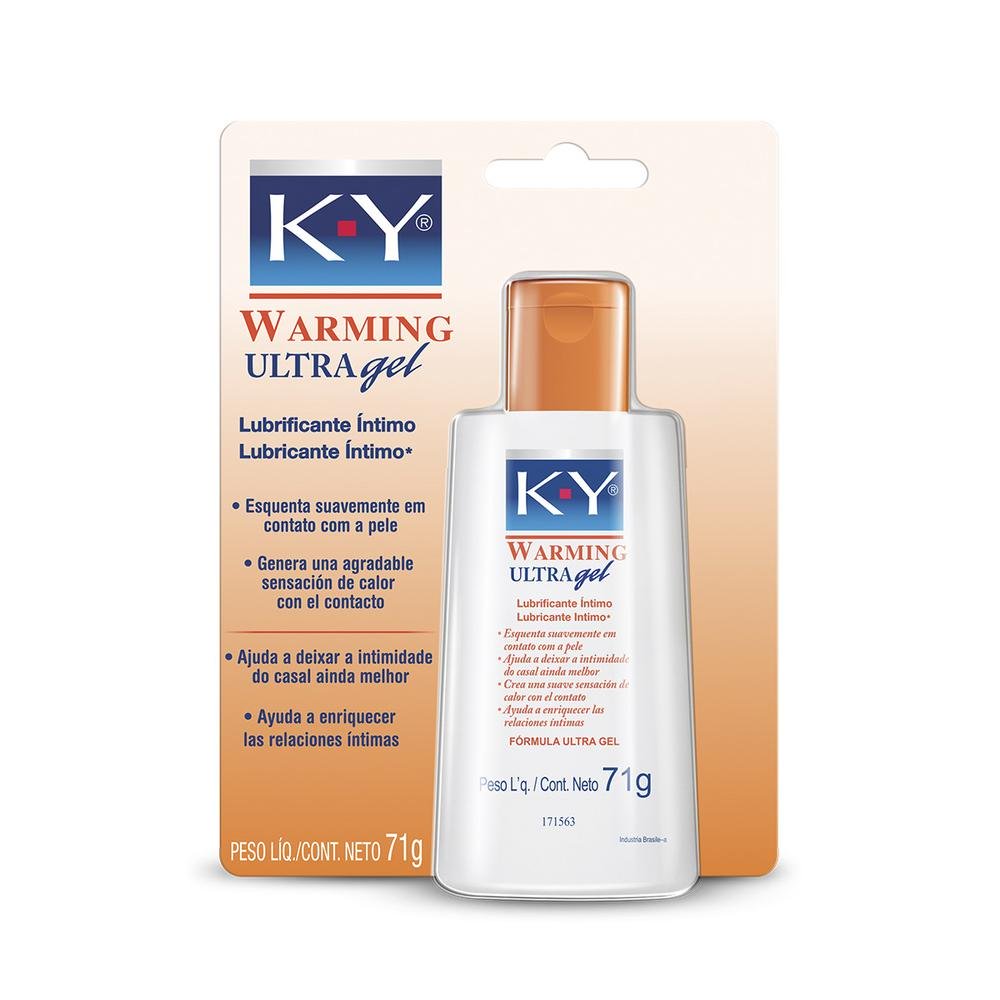 K·Y®
WARMING
ULTRA gel
Lubrificante Íntimo
Lubricante Íntimo*
• Esquenta suavemente em
contato com a pele
• Genera una agradable
sensación de calor
con el contacto
• Ajuda a deixar a intimidade
do casal ainda melhor
• Ayuda a enriquecer
las relaciones íntimas
PESO LÍQ./CONT. NETO 71g
K·Y®
WARMING
ULTRA gel
Lubrificante Íntimo
Lubricante Intimo*
• Esquenta suavemente em
contato com a pele
• Ajuda a deixar a intimidade
do casal ainda melhor
• Crea una suave sensación de
calor con el contato
• Ayuda a enriquecer las
relaciones íntimas
FÓRMULA ULTRA GEL
Peso L'q. / Cont. Neto 71g
171563
Industria